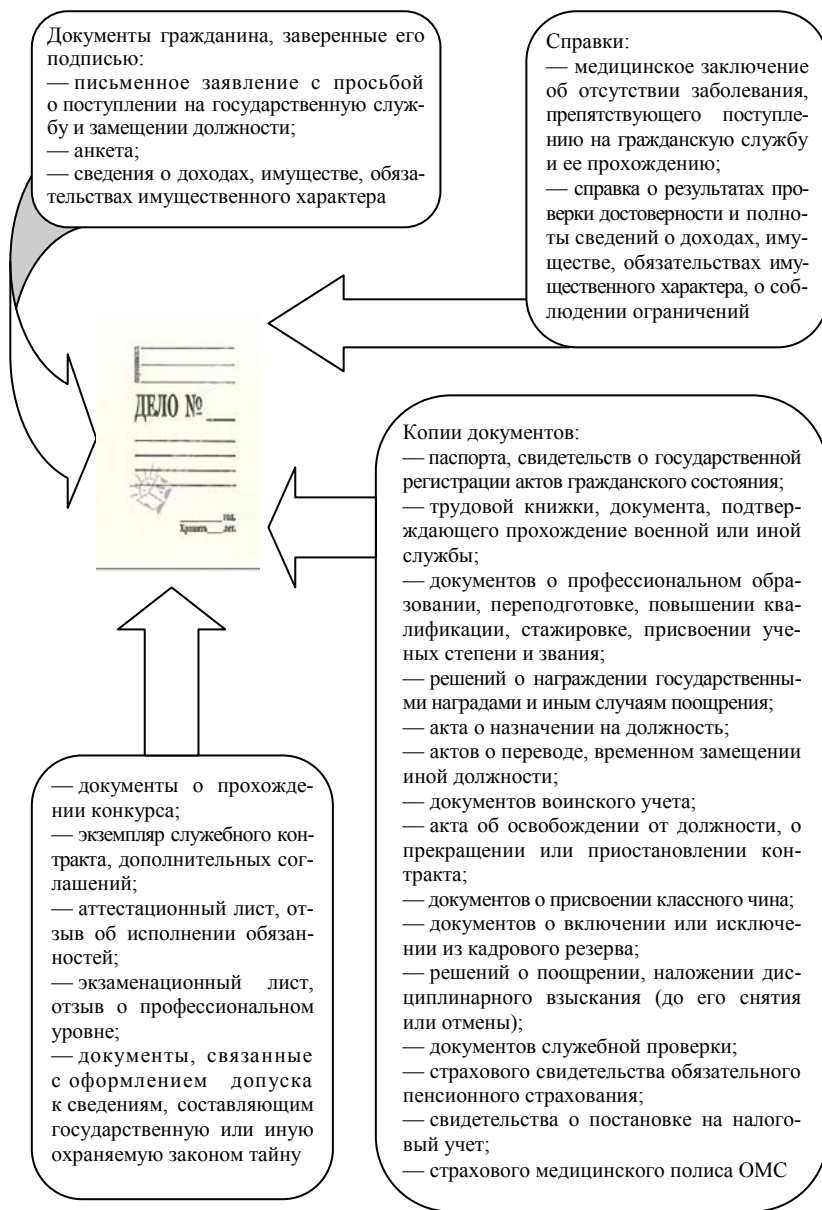 Документы гражданина, заверенные его
подписью:
— письменное заявление с просьбой
о поступлении на государственную служ-
бу и замещении должности;
— анкета;
— сведения о доходах, имуществе, обяза-
тельствах имущественного характера
Справки:
— медицинское заключение
об отсутствии заболевания,
препятствующего поступле-
нию на гражданскую службу
и ее прохождению;
— справка о результатах про-
верки достоверности и полно-
ты сведений о доходах, иму-
ществе, обязательствах иму-
щественного характера, о соб-
людении ограничений
ДЕЛО № ___
____ год.
Хранить ___ лет.
Копии документов:
— паспорта, свидетельств о государственной
регистрации актов гражданского состояния;
— трудовой книжки, документа, подтвер-
ждающего прохождение военной или иной
службы;
— документов о профессиональном обра-
зовании, переподготовке, повышении ква-
лификации, стажировке, присвоении уче-
ных степени и звания;
— решений о награждении государственны-
ми наградами и иным случаям поощрения;
— акта о назначении на должность;
— актов о переводе, временном замещении
иной должности;
— документов воинского учета;
— акта об освобождении от должности, о
прекращении или приостановлении кон-
тракта;
— документов о присвоении классного чина;
— документов о включении или исключе-
нии из кадрового резерва;
— решений о поощрении, наложении дис-
циплинарного взыскания (до его снятия
или отмены);
— документов служебной проверки;
— страхового свидетельства обязательного
пенсионного страхования;
— свидетельства о постановке на налого-
вый учет;
— страхового медицинского полиса ОМС
— документы о прохожде-
нии конкурса;
— экземпляр служебного кон-
тракта, дополнительных сог-
лашений;
— аттестационный лист, от-
зыв об исполнении обязан-
ностей;
— экзаменационный лист,
отзыв о профессиональном
уровне;
— документы, связанные
с оформлением допуска
к сведениям, составляющим
государственную или иную
охраняемую законом тайну